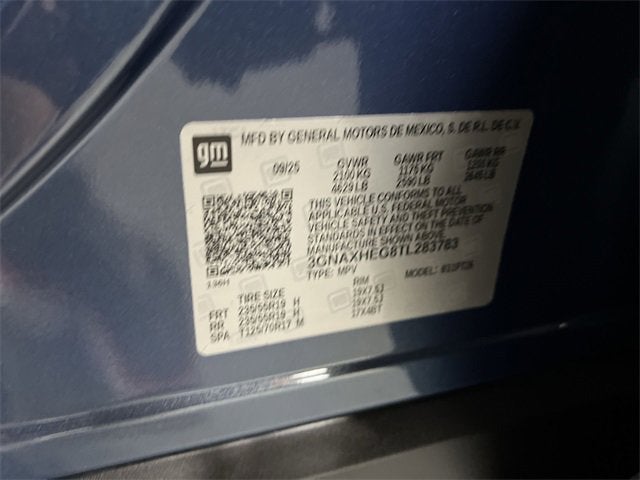 gm
MFD BY GENERAL MOTORS DE MEXICO, S. DE R.L. DE C.V.
09/25 GVWR GAWR FRT GAWR RR
2100 KG 1175 KG
4629 LB 2590 LB
THIS VEHICLE CONFORMS TO ALL
APPLICABLE U.S. FEDERAL MOTOR
VEHICLE SAFETY AND THEFT PREVENTION
STANDARDS IN EFFECT ON THE DATE OF
MANUFACTURE SHOWN ABOVE.
3GNAXHEG8TL283783
TYPE: MPV MODEL:
TIRE SIZE RIM
FRT 235/55R19 H 19X7.5J
RR 235/55R19 H 19X7.5J
SPA T125/70R17 M 17X4BT